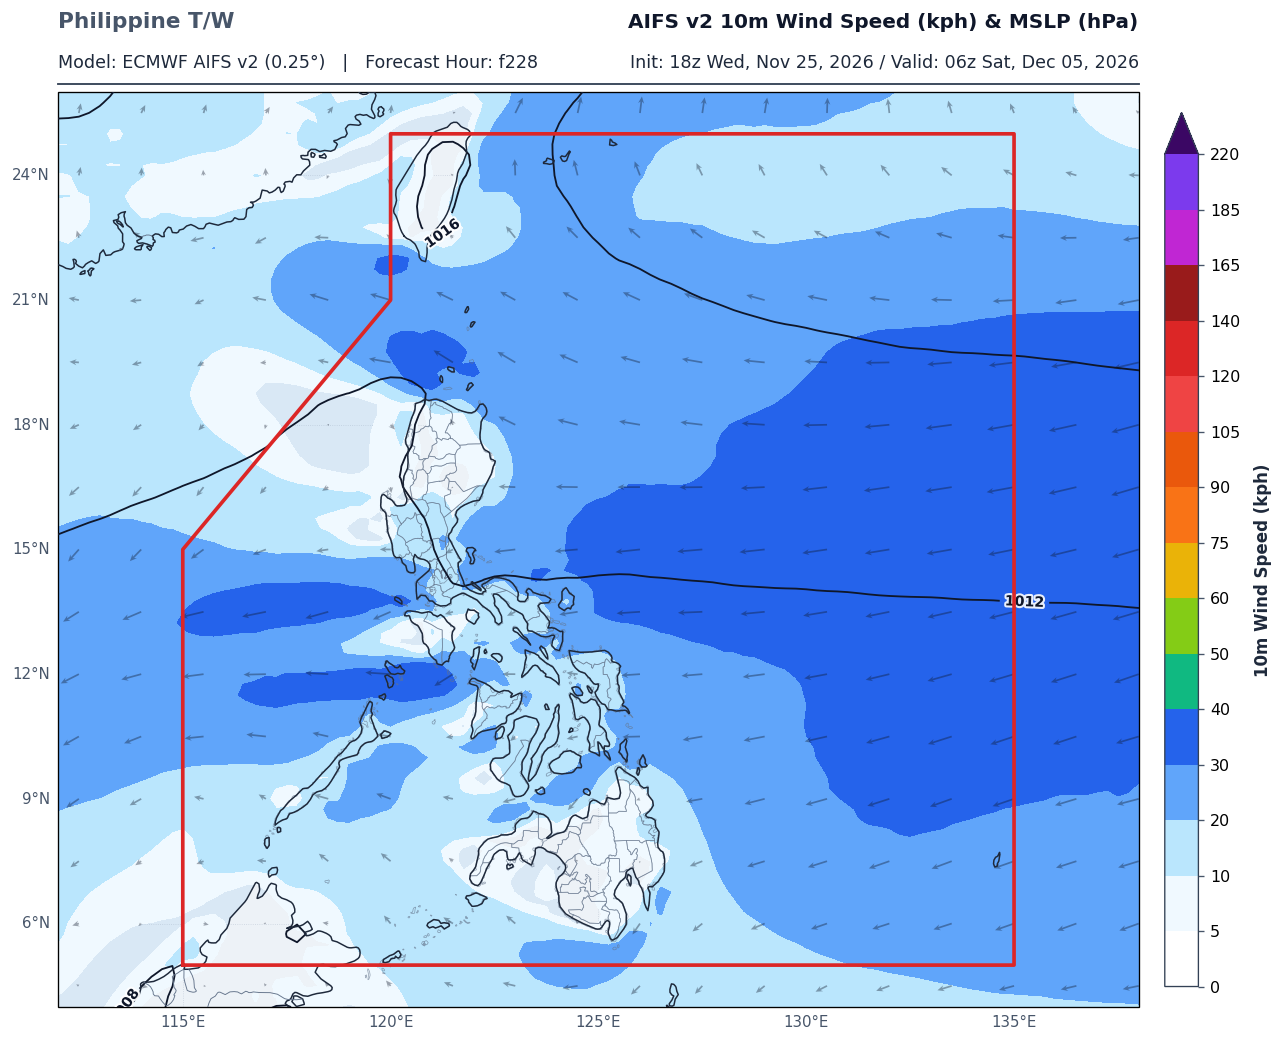 Philippine T/W
AIFS v2 10m Wind Speed (kph) & MSLP (hPa)
Model: ECMWF AIFS v2 (0.25°) | Forecast Hour: f228
Init: 18z Wed, Nov 25, 2026 / Valid: 06z Sat, Dec 05, 2026
24°N
21°N
18°N
15°N
12°N
9°N
6°N
115°E
120°E
125°E
130°E
135°E
1016
1012
008
220
185
165
140
120
105
90
75
60
50
40
30
20
10
5
0
10m Wind Speed (kph)